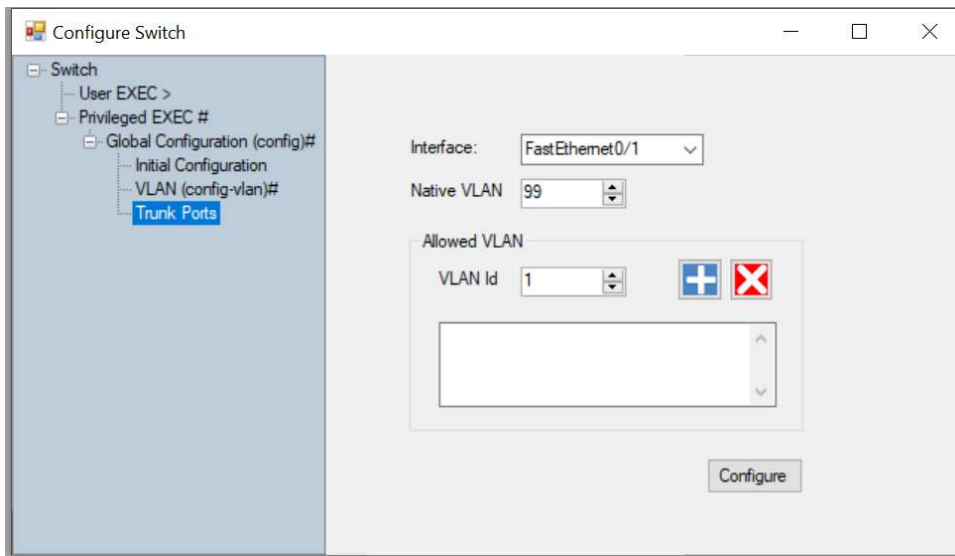 Configure Switch
Switch
User EXEC >
Privileged EXEC #
Global Configuration (config)#
Initial Configuration
VLAN (config-vlan)#
Trunk Ports
Interface: FastEthernet0/1
Native VLAN 99
Allowed VLAN
VLAN Id 1
Configure